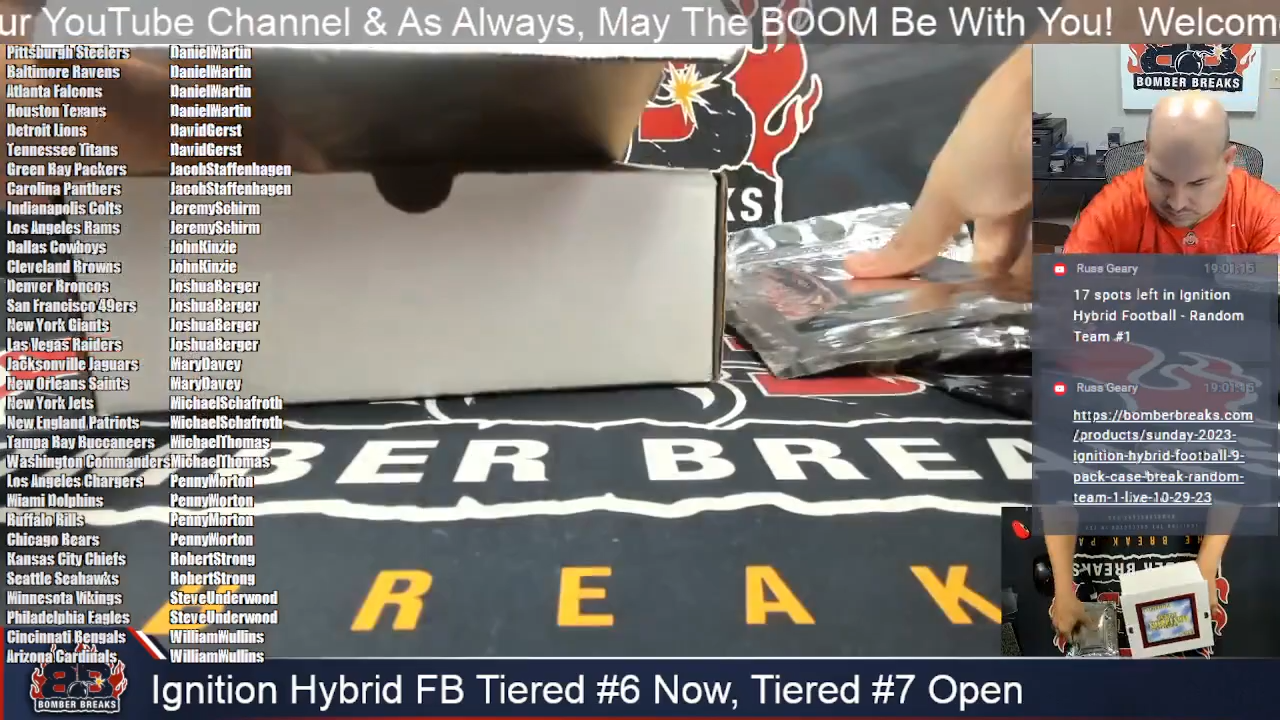 ur YouTube Channel & As Always, May The BOOM Be With You!  Welcom
BOMBER BREAKS
Pittsburgh Steelers DanielMartin
Baltimore Ravens DanielMartin
Atlanta Falcons DanielMartin
Houston Texans DanielMartin
Detroit Lions DavidGerst
Tennessee Titans DavidGerst
Green Bay Packers JacobStaffenhagen
Carolina Panthers JacobStaffenhagen
Indianapolis Colts JeremySchirm
Los Angeles Rams JeremySchirm
Dallas Cowboys JohnKinzie
Cleveland Browns JohnKinzie
Denver Broncos JoshuaBerger
San Francisco 49ers JoshuaBerger
New York Giants JoshuaBerger
Las Vegas Raiders JoshuaBerger
Jacksonville Jaguars MaryDavey
New Orleans Saints MaryDavey
New York Jets MichaelSchafroth
New England Patriots MichaelSchafroth
Tampa Bay Buccaneers MichaelThomas
Washington Commanders MichaelThomas
Los Angeles Chargers PennyMorton
Miami Dolphins PennyMorton
Buffalo Bills PennyMorton
Chicago Bears PennyMorton
Kansas City Chiefs RobertStrong
Seattle Seahawks RobertStrong
Minnesota Vikings SteveUnderwood
Philadelphia Eagles SteveUnderwood
Cincinnati Bengals WilliamMullins
Arizona Cardinals WilliamMullins
KS
BER BREA
BREAK
Russ Geary 19:01:15
17 spots left in Ignition
Hybrid Football - Random
Team #1
Russ Geary 19:01:15
https://bomberbreaks.com
/products/sunday-2023-
ignition-hybrid-football-9-
pack-case-break-random-
team-1-live-10-29-23
BOMBER BREAKS
Ignition Hybrid FB Tiered #6 Now, Tiered #7 Open